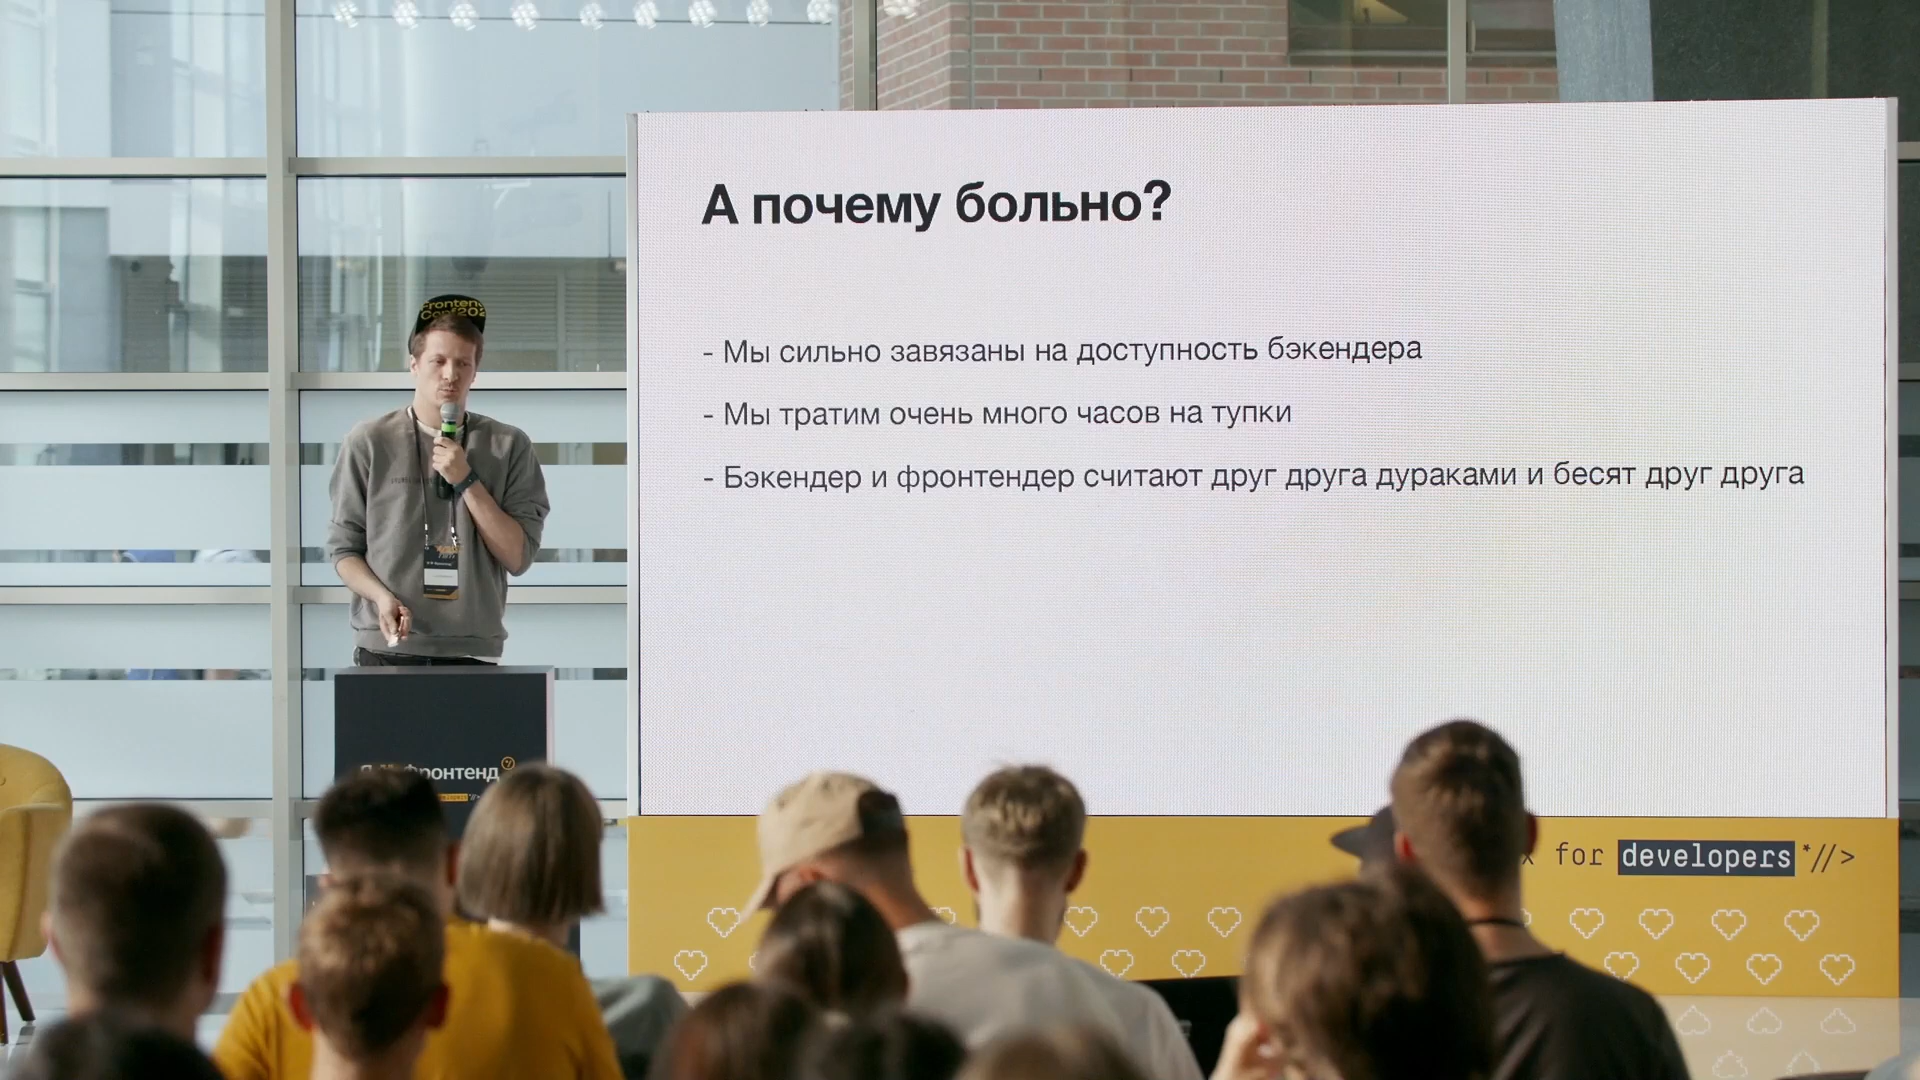 А почему больно?
- Мы сильно завязаны на доступность бэкендера
- Мы тратим очень много часов на тупки
- Бэкендер и фронтендер считают друг друга дураками и бесят друг друга
Frontend
фронтенд
for developers *//>